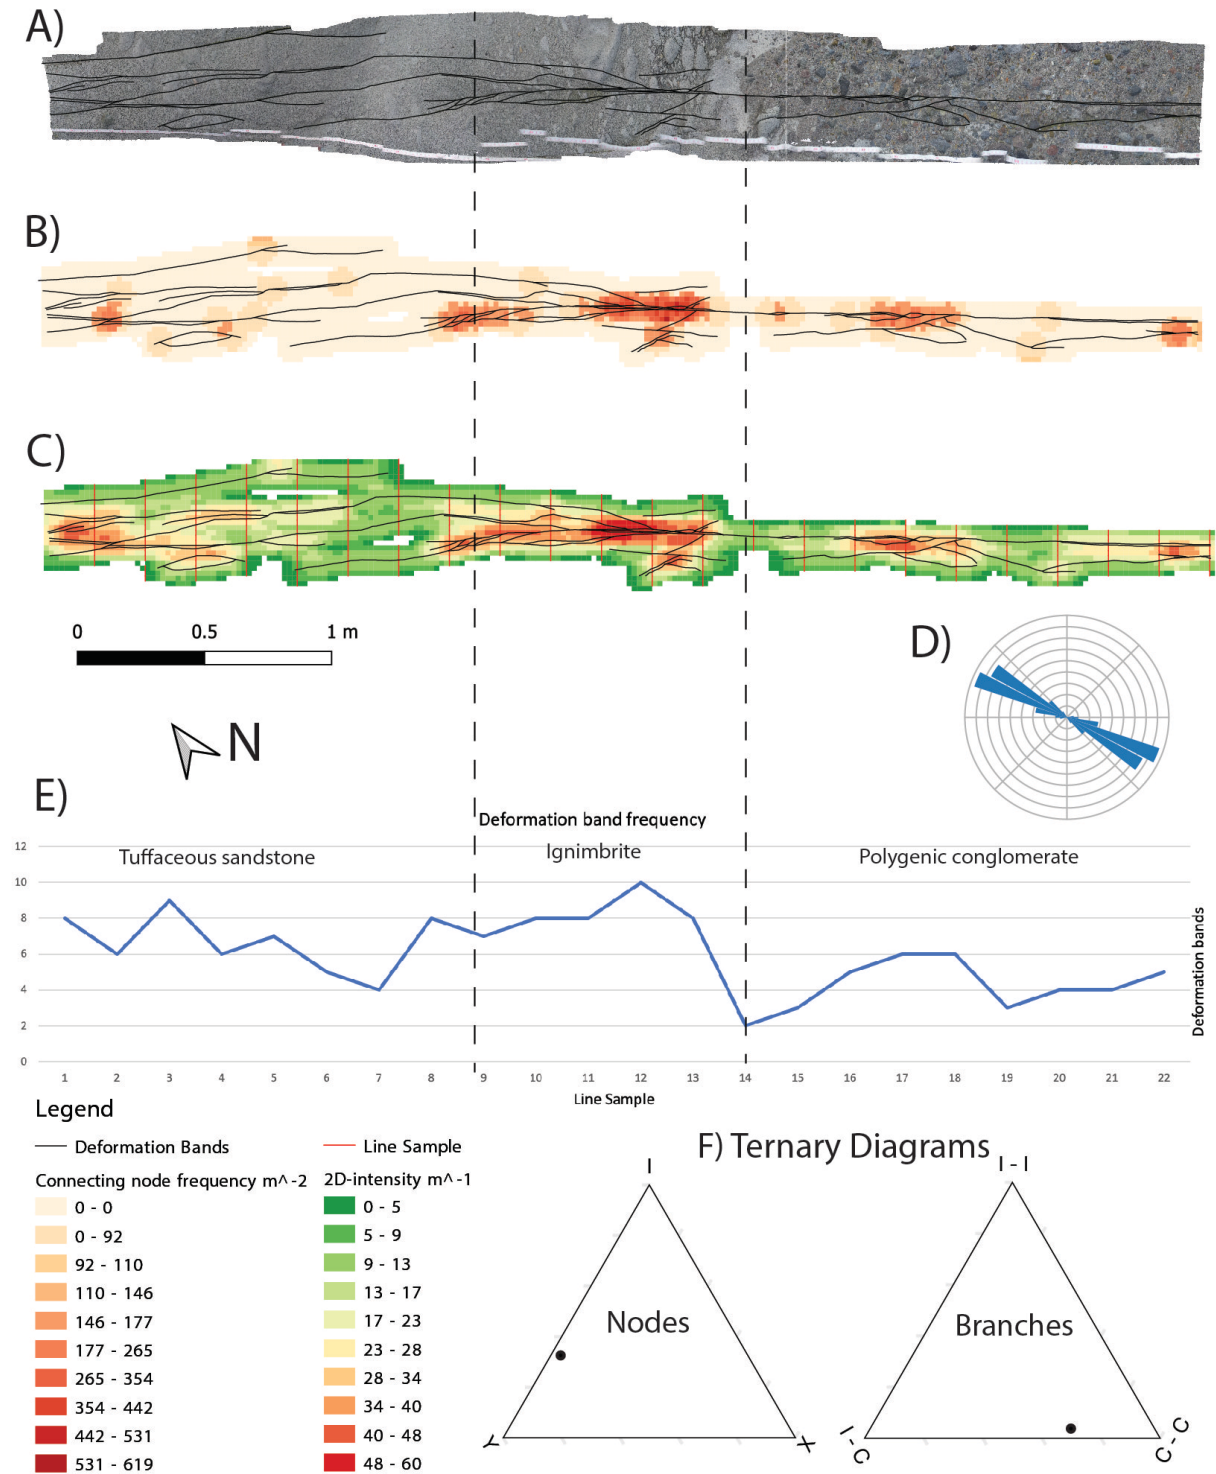 A)
B)
C)
0 0.5 1 m
D)
N
E)
Deformation band frequency
12
Tuffaceous sandstone
Ignimbrite
Polygenic conglomerate
10
8
6
4
2
0
Deformation bands
1 2 3 4 5 6 7 8 9 10 11 12 13 14 15 16 17 18 19 20 21 22
Line Sample
Legend
Deformation Bands
Line Sample
Connecting node frequency m^-2
0 - 0
0 - 92
92 - 110
110 - 146
146 - 177
177 - 265
265 - 354
354 - 442
442 - 531
531 - 619
2D-intensity m^-1
0 - 5
5 - 9
9 - 13
13 - 17
17 - 23
23 - 28
28 - 34
34 - 40
40 - 48
48 - 60
F) Ternary Diagrams
I
Nodes
Y
X
I - I
Branches
I - C
C - C